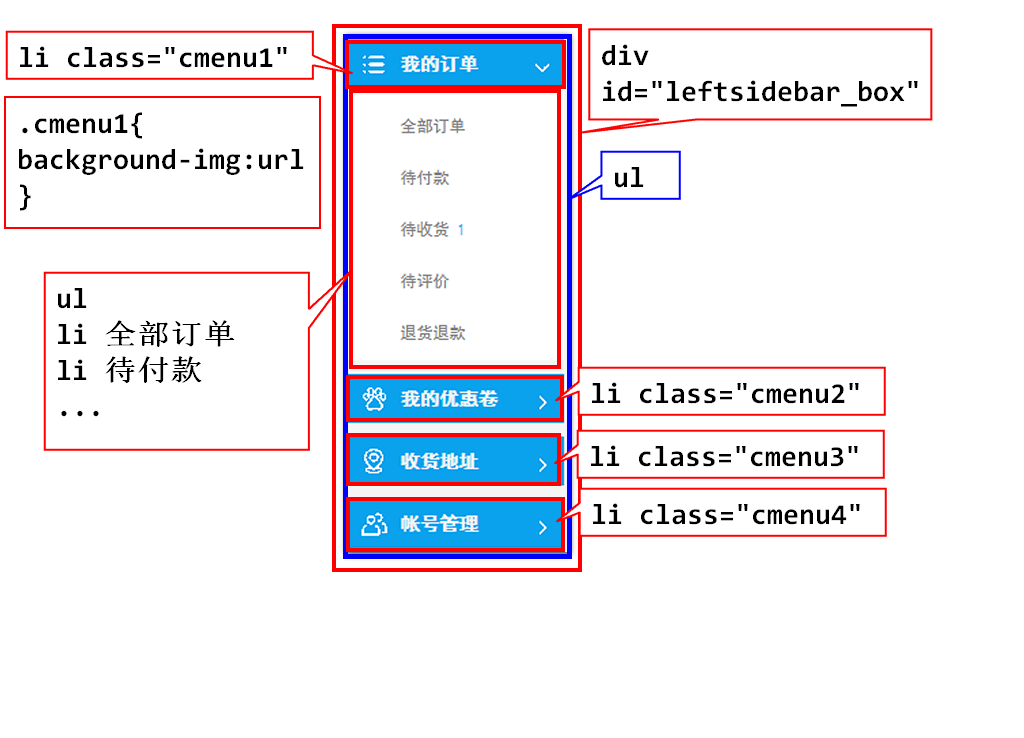 li class="cmenu1"
.cmenu1{
background-img:url
}
ul
li 全部订单
li 待付款
...
我的订单
全部订单
待付款
待收货 1
待评价
退货退款
我的优惠卷
收货地址
帐号管理
div
id="leftsidebar_box"
ul
li class="cmenu2"
li class="cmenu3"
li class="cmenu4"